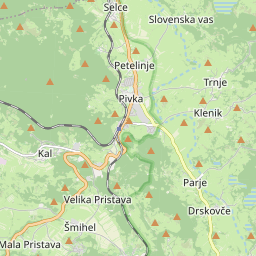 Selce
Slovenska vas
Petelinje
Trnje
Pivka
Klenik
Kal
Parje
Velika Pristava
Drskovče
Šmihel
Mala Pristava